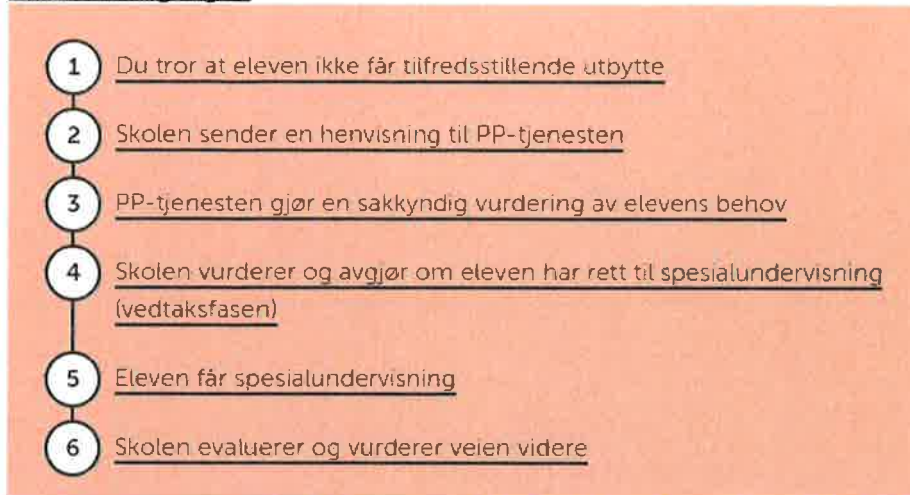 1 Du tror at eleven ikke får tilfredsstillende utbytte
2 Skolen sender en henvisning til PP-tjenesten
3 PP-tjenesten gjør en sakkyndig vurdering av elevens behov
4 Skolen vurderer og avgjør om eleven har rett til spesialundervisning
(vedtaksfasen)
5 Eleven får spesialundervisning
6 Skolen evaluerer og vurderer veien videre